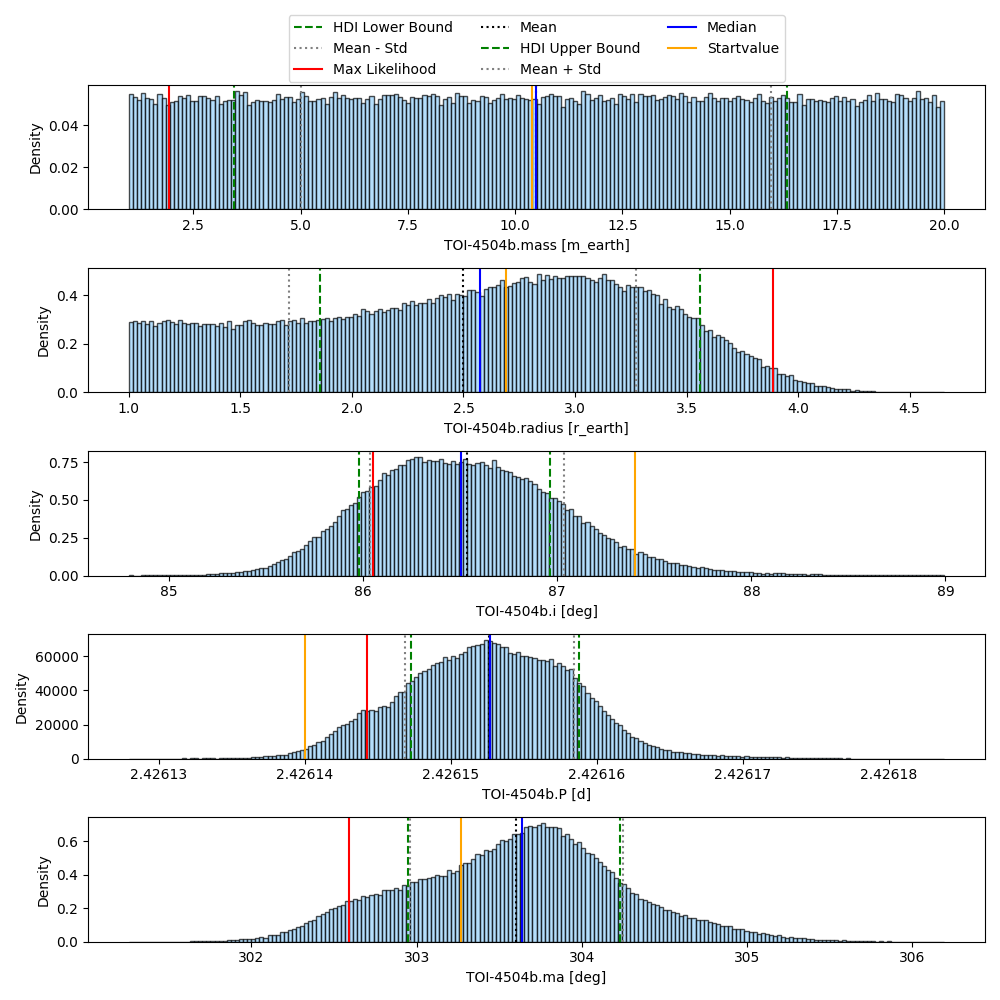 HDI Lower Bound Mean Median
Mean - Std HDI Upper Bound Startvalue
Max Likelihood Mean + Std
0.04
0.02
0.00
Density
2.5 5.0 7.5 10.0 12.5 15.0 17.5 20.0
TOI-4504b.mass [m_earth]
0.4
0.2
0.0
Density
1.0 1.5 2.0 2.5 3.0 3.5 4.0 4.5
TOI-4504b.radius [r_earth]
0.75
0.50
0.25
0.00
Density
85 86 87 88 89
TOI-4504b.i [deg]
60000
40000
20000
0
Density
2.42613 2.42614 2.42615 2.42616 2.42617 2.42618
TOI-4504b.P [d]
0.6
0.4
0.2
0.0
Density
302 303 304 305 306
TOI-4504b.ma [deg]